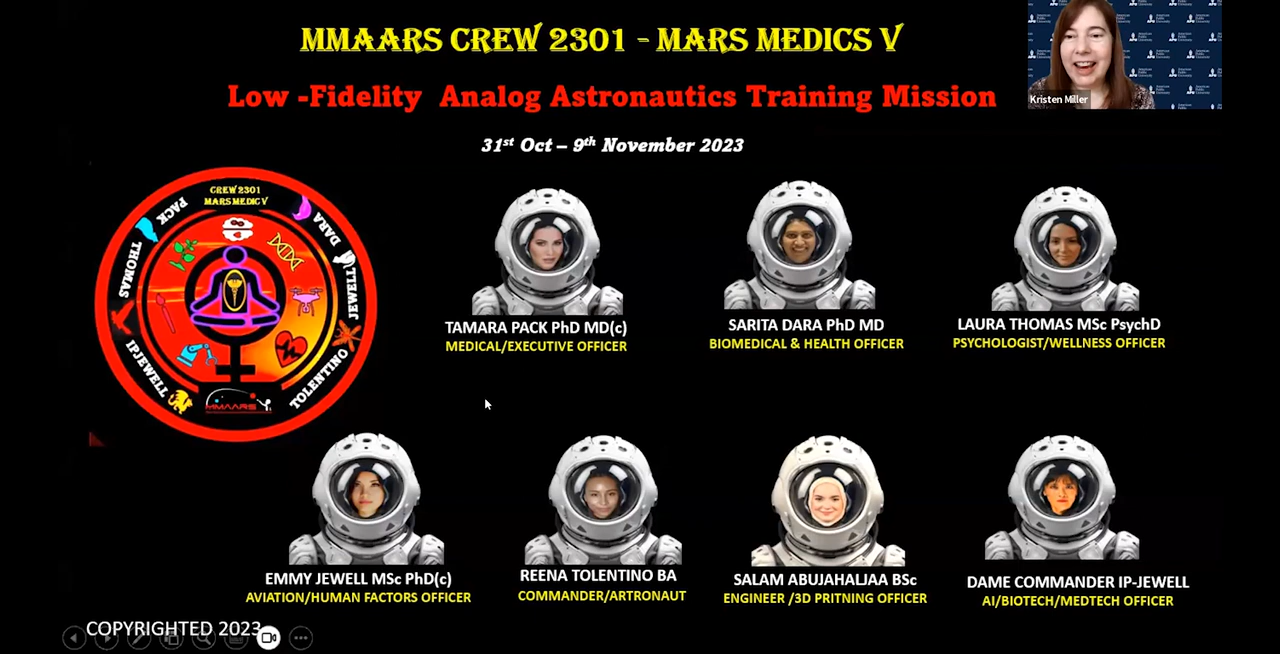 MMAARS CREW 2301 - MARS MEDICS V
Low -Fidelity Analog Astronautics Training Mission
31st Oct – 9th November 2023
Kristen Miller
CREW 2301
MARS MEDIC V
PACK
DARA
THOMAS
JEWELL
IPJEWELL
TOLENTINO
MMAARS
TAMARA PACK PhD MD(c)
MEDICAL/EXECUTIVE OFFICER
SARITA DARA PhD MD
BIOMEDICAL & HEALTH OFFICER
LAURA THOMAS MSc PsychD
PSYCHOLOGIST/WELLNESS OFFICER
EMMY JEWELL MSc PhD(c)
AVIATION/HUMAN FACTORS OFFICER
REENA TOLENTINO BA
COMMANDER/ARTRONAUT
SALAM ABUJAHALJAA BSc
ENGINEER /3D PRITNING OFFICER
DAME COMMANDER IP-JEWELL
AI/BIOTECH/MEDTECH OFFICER
COPYRIGHTED 2023